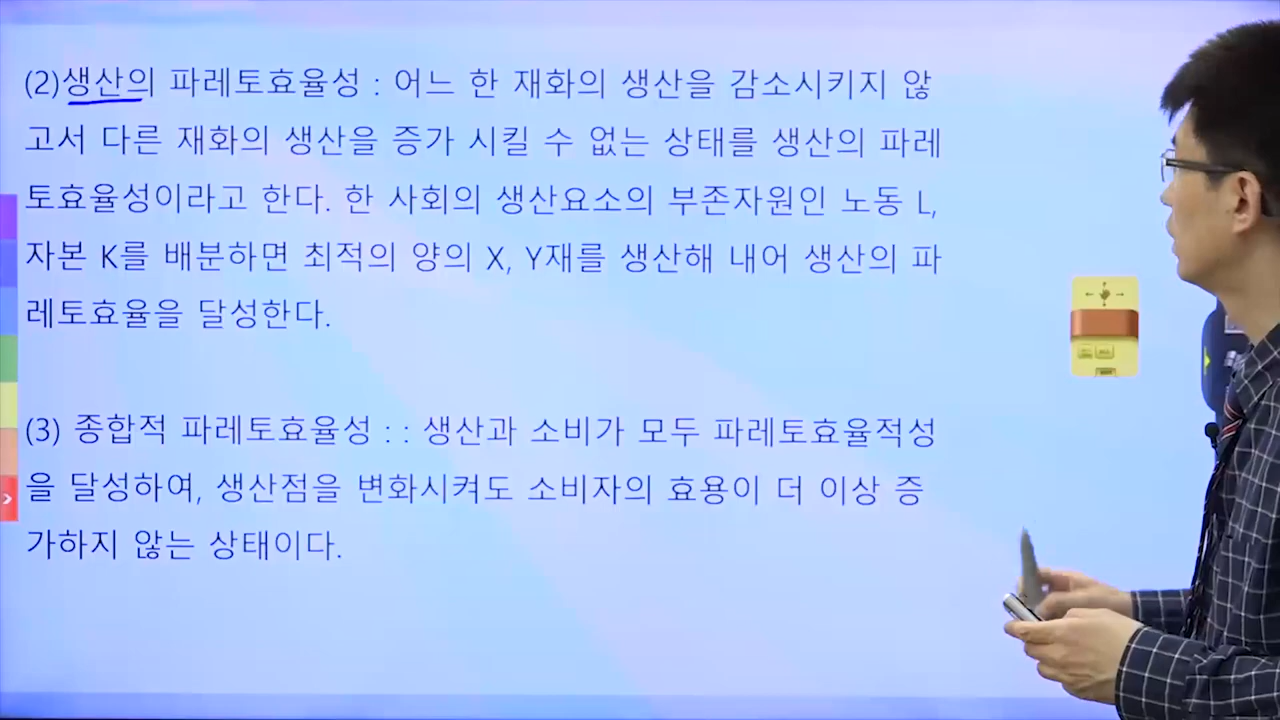 (2)생산의 파레토효율성 : 어느 한 재화의 생산을 감소시키지 않
고서 다른 재화의 생산을 증가 시킬 수 없는 상태를 생산의 파레
토효율성이라고 한다. 한 사회의 생산요소의 부존자원인 노동 L,
자본 K를 배분하면 최적의 양의 X, Y재를 생산해 내어 생산의 파
레토효율을 달성한다.
(3) 종합적 파레토효율성 : : 생산과 소비가 모두 파레토효율적성
을 달성하여, 생산점을 변화시켜도 소비자의 효용이 더 이상 증
가하지 않는 상태이다.